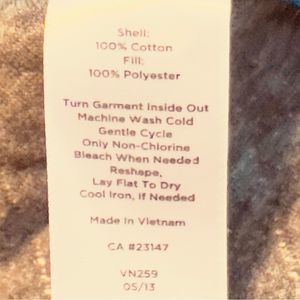 Shell:
100% Cotton
Fill:
100% Polyester
Turn Garment Inside Out
Machine Wash Cold
Gentle Cycle
Only Non-Chlorine
Bleach When Needed
Reshape,
Lay Flat To Dry
Cool Iron, if Needed
Made in Vietnam
CA #23147
VN259
05/13